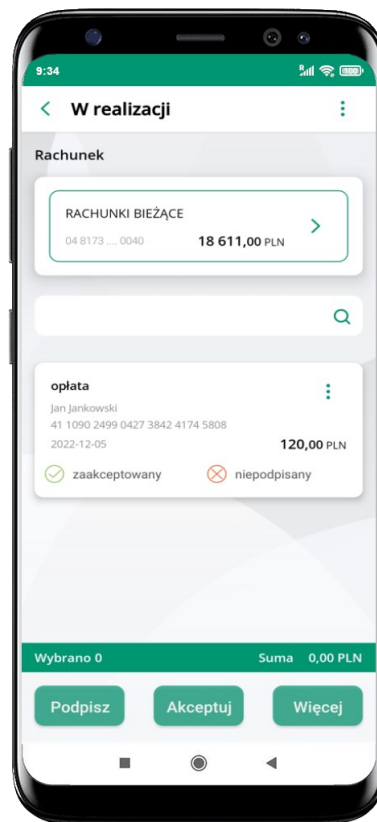 9:34
W realizacji
Rachunek
RACHUNKI BIEŻĄCE
04 8173 .... 0040 18 611,00 PLN
opłata
Jan Jankowski
41 1090 2499 0427 3842 4174 5808
2022-12-05 120,00 PLN
zaakceptowany niepodpisany
Wybrano 0 Suma 0,00 PLN
Podpisz Akceptuj Więcej